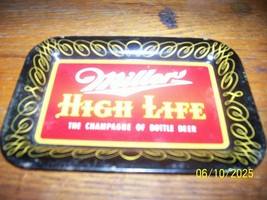 Miller
HIGH LIFE
THE CHAMPAGNE OF BOTTLE BEER
06/10/2025